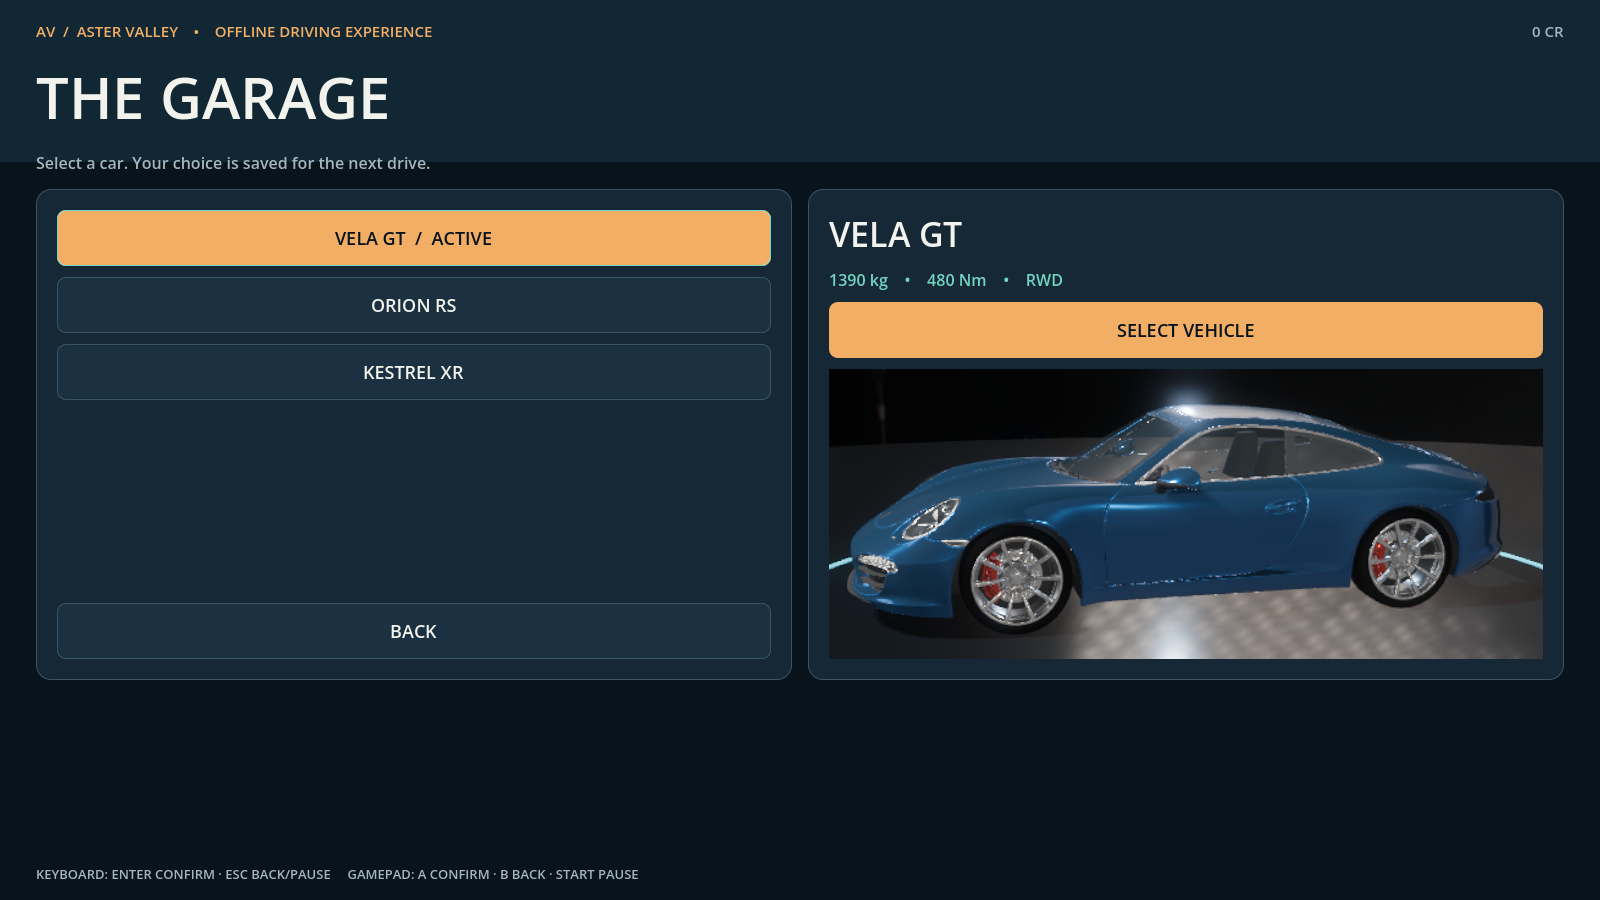 AV / ASTER VALLEY • OFFLINE DRIVING EXPERIENCE
0 CR
THE GARAGE
Select a car. Your choice is saved for the next drive.
VELA GT / ACTIVE
ORION RS
KESTREL XR
BACK
VELA GT
1390 kg • 480 Nm • RWD
SELECT VEHICLE
KEYBOARD: ENTER CONFIRM · ESC BACK/PAUSE GAMEPAD: A CONFIRM · B BACK · START PAUSE